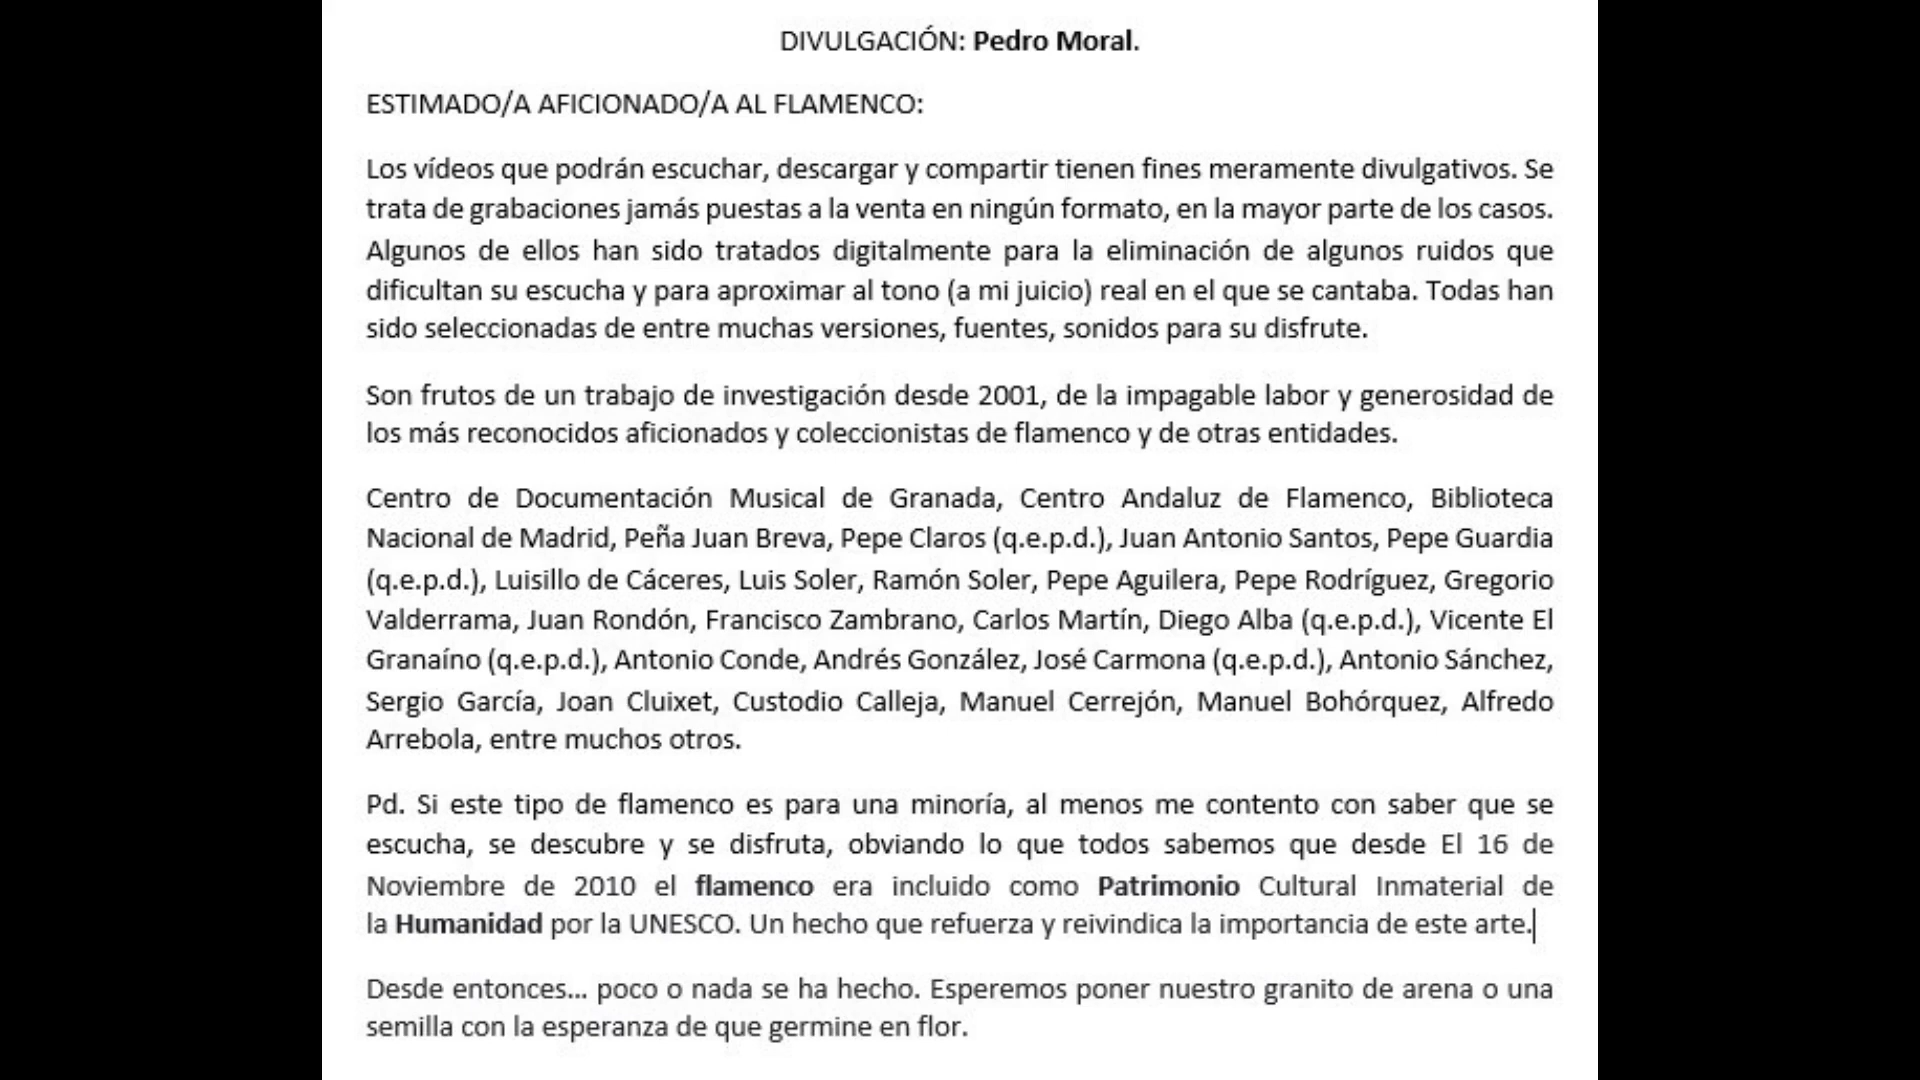 DIVULGACIÓN: Pedro Moral.
ESTIMADO/A AFICIONADO/A AL FLAMENCO:
Los vídeos que podrán escuchar, descargar y compartir tienen fines meramente divulgativos. Se
trata de grabaciones jamás puestas a la venta en ningún formato, en la mayor parte de los casos.
Algunos de ellos han sido tratados digitalmente para la eliminación de algunos ruidos que
dificultan su escucha y para aproximar al tono (a mi juicio) real en el que se cantaba. Todas han
sido seleccionadas de entre muchas versiones, fuentes, sonidos para su disfrute.
Son frutos de un trabajo de investigación desde 2001, de la impagable labor y generosidad de
los más reconocidos aficionados y coleccionistas de flamenco y de otras entidades.
Centro de Documentación Musical de Granada, Centro Andaluz de Flamenco, Biblioteca
Nacional de Madrid, Peña Juan Breva, Pepe Claros (q.e.p.d.), Juan Antonio Santos, Pepe Guardia
(q.e.p.d.), Luisillo de Cáceres, Luis Soler, Ramón Soler, Pepe Aguilera, Pepe Rodríguez, Gregorio
Valderrama, Juan Rondón, Francisco Zambrano, Carlos Martín, Diego Alba (q.e.p.d.), Vicente El
Granaíno (q.e.p.d.), Antonio Conde, Andrés González, José Carmona (q.e.p.d.), Antonio Sánchez,
Sergio García, Joan Cluixet, Custodio Calleja, Manuel Cerrejón, Manuel Bohórquez, Alfredo
Arrebola, entre muchos otros.
Pd. Si este tipo de flamenco es para una minoría, al menos me contento con saber que se
escucha, se descubre y se disfruta, obviando lo que todos sabemos que desde El 16 de
Noviembre de 2010 el flamenco era incluido como Patrimonio Cultural Inmaterial de
la Humanidad por la UNESCO. Un hecho que refuerza y reivindica la importancia de este arte.
Desde entonces... poco o nada se ha hecho. Esperemos poner nuestro granito de arena o una
semilla con la esperanza de que germine en flor.